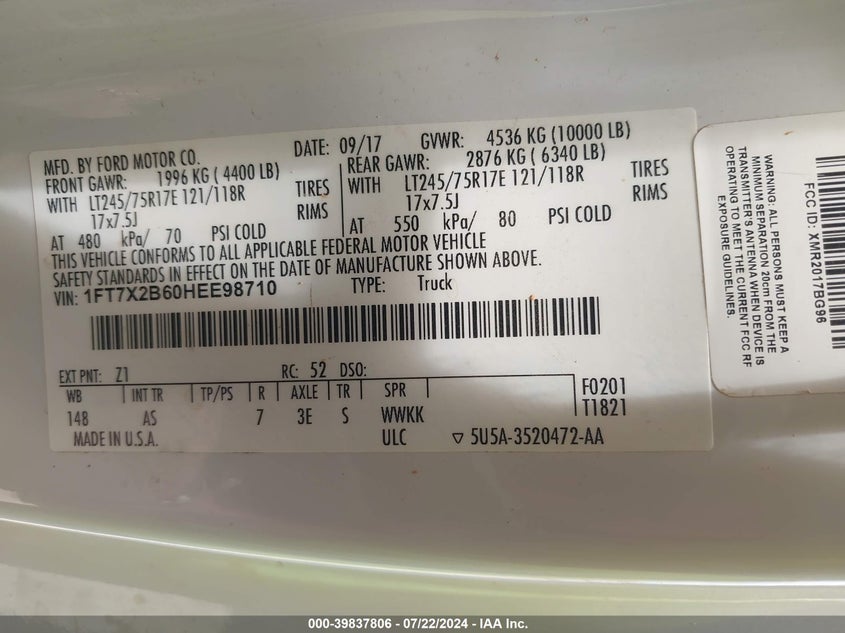 MFD. BY FORD MOTOR CO. DATE: 09/17 GVWR: 4536 KG (10000 LB)
FRONT GAWR: 1996 KG ( 4400 LB) REAR GAWR: 2876 KG ( 6340 LB)
WITH LT245/75R17E 121/118R TIRES WITH LT245/75R17E 121/118R TIRES
17x7.5J RIMS 17x7.5J RIMS
AT 480 kPa/ 70 PSI COLD AT 550 kPa/ 80 PSI COLD
THIS VEHICLE CONFORMS TO ALL APPLICABLE FEDERAL MOTOR VEHICLE
SAFETY STANDARDS IN EFFECT ON THE DATE OF MANUFACTURE SHOWN ABOVE.
VIN: 1FT7X2B60HEE98710 TYPE: Truck
EXT PNT: Z1 RC: 52 DSO:
WB INT TR TP/PS R AXLE TR SPR F0201
148 AS 7 3E S WWKK T1821
MADE IN U.S.A. ULC ▽ 5U5A-3520472-AA
WARNING: ALL PERSONS MUST KEEP A
MINIMUM SEPARATION 20cm FROM THE
TRANSMITTER'S ANTENNA WHEN DEVICE IS
OPERATING TO MEET THE CURRENT FCC RF
EXPOSURE GUIDELINES.
FCC ID: XMR2017BG96
000-39837806 - 07/22/2024 - IAA Inc.